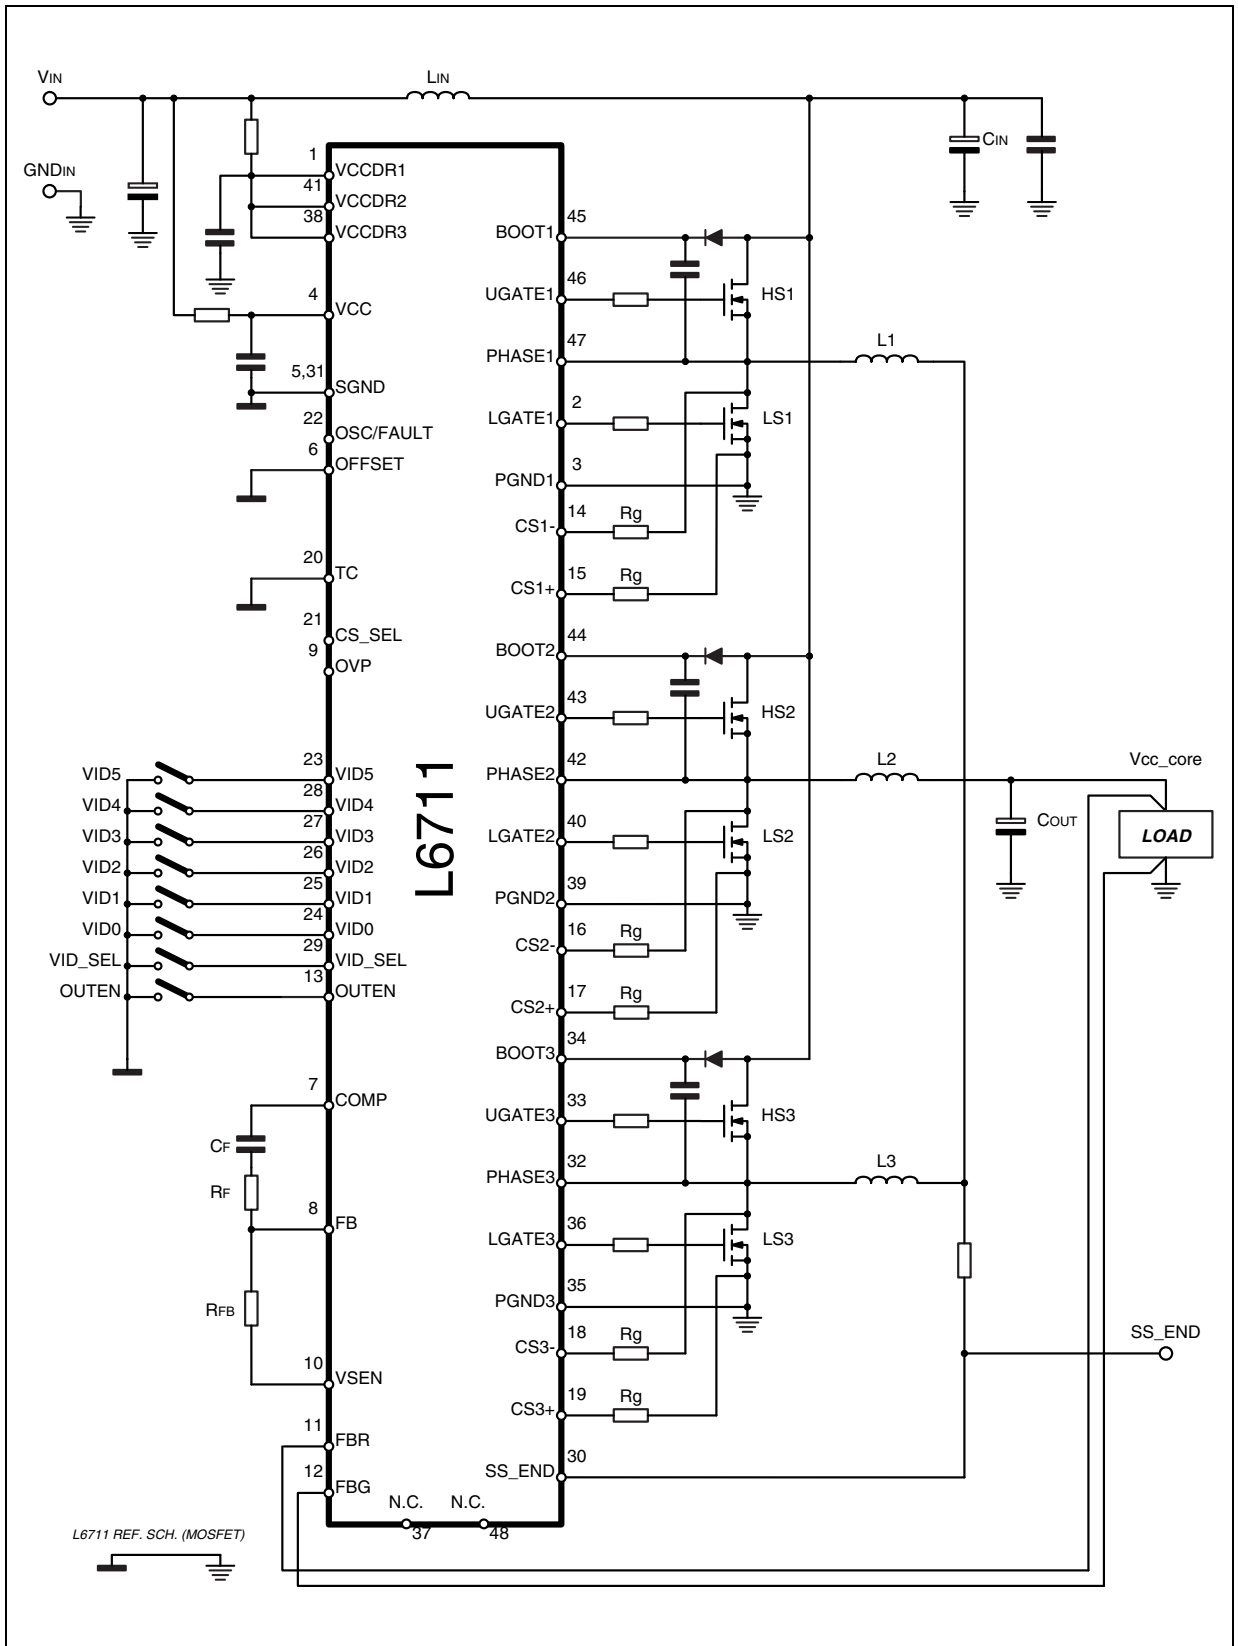 VIN
LIN
GNDIN
CIN
1
VCCDR1
41
VCCDR2
38
VCCDR3
4
VCC
5,31
SGND
22
OSC/FAULT
6
OFFSET
20
TC
21
CS_SEL
9
OVP
VID5
23
VID5
VID4
28
VID4
VID3
27
VID3
VID2
26
VID2
VID1
25
VID1
VID0
24
VID0
VID_SEL
29
VID_SEL
OUTEN
13
OUTEN
7
COMP
CF
RF
8
FB
RFB
10
VSEN
11
FBR
12
FBG
L6711
N.C.
N.C.
37
48
45
BOOT1
46
UGATE1
HS1
47
PHASE1
L1
2
LGATE1
LS1
3
PGND1
14
CS1-
Rg
15
CS1+
Rg
44
BOOT2
43
UGATE2
HS2
42
PHASE2
L2
Vcc_core
COUT
LOAD
40
LGATE2
LS2
39
PGND2
16
CS2-
Rg
17
CS2+
Rg
34
BOOT3
33
UGATE3
HS3
32
PHASE3
L3
36
LGATE3
LS3
35
PGND3
18
CS3-
Rg
19
CS3+
Rg
30
SS_END
SS_END
L6711 REF. SCH. (MOSFET)